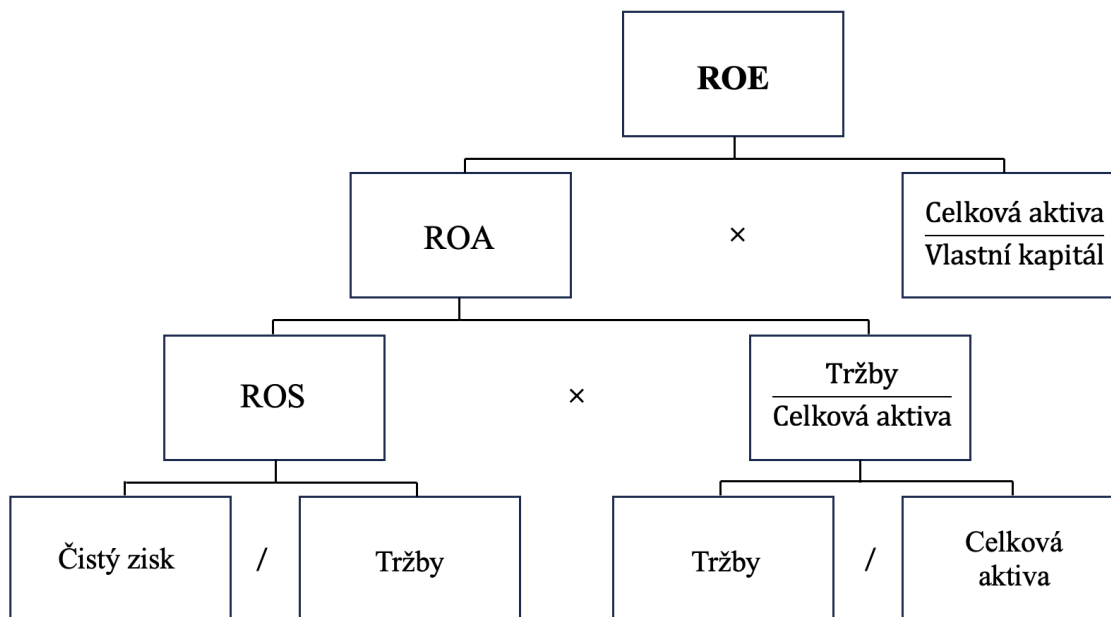 ROE
ROA
×
Celková aktiva
Vlastní kapitál
ROS
×
Tržby
Celková aktiva
Čistý zisk
/
Tržby
Tržby
/
Celková
aktiva